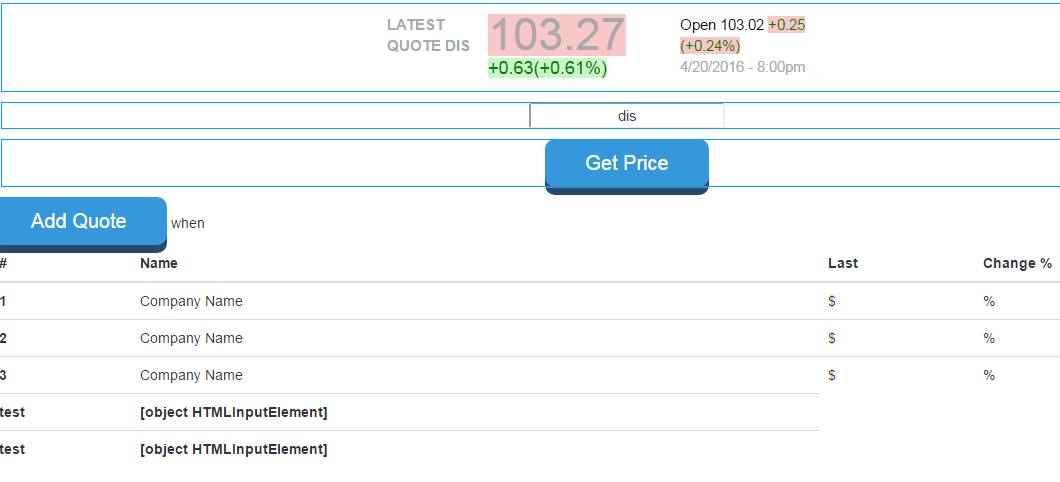 LATEST
QUOTE DIS
103.27
+0.63(+0.61%)
Open 103.02 +0.25
(+0.24%)
4/20/2016 - 8:00pm
dis
Get Price
Add Quote when
# Name Last Change %
1 Company Name $ %
2 Company Name $ %
3 Company Name $ %
test [object HTMLInputElement]
test [object HTMLInputElement]